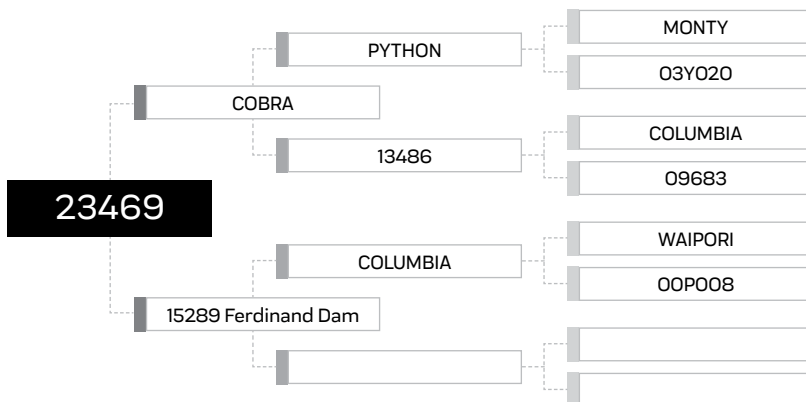 MONTY
PYTHON
03Y020
COBRA
COLUMBIA
13486
09683
23469
WAIPORI
COLUMBIA
00P008
15289 Ferdinand Dam